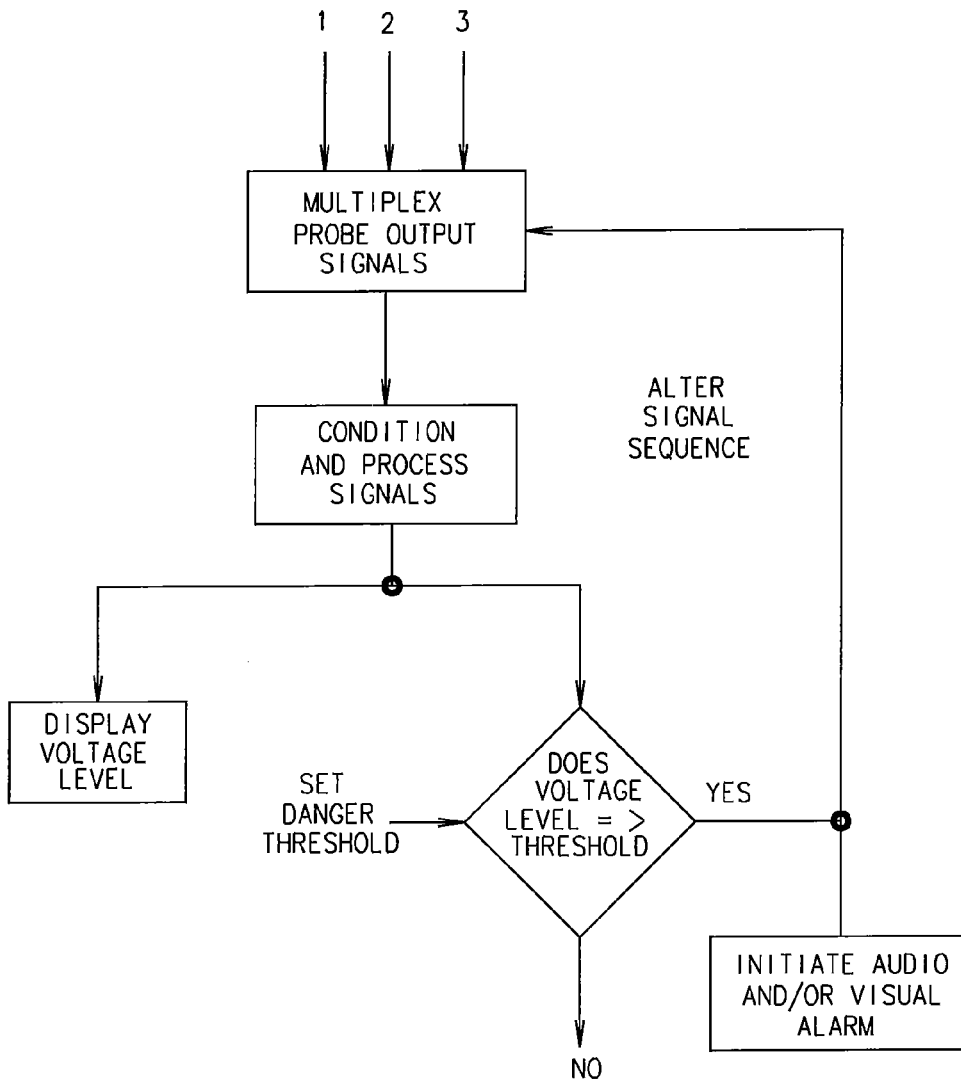 1 2 3
MULTIPLEX
PROBE OUTPUT
SIGNALS
CONDITION
AND PROCESS
SIGNALS
ALTER
SIGNAL
SEQUENCE
DISPLAY
VOLTAGE
LEVEL
SET
DANGER
THRESHOLD
DOES
VOLTAGE
LEVEL = >
THRESHOLD
YES
INITIATE AUDIO
AND/OR VISUAL
ALARM
NO